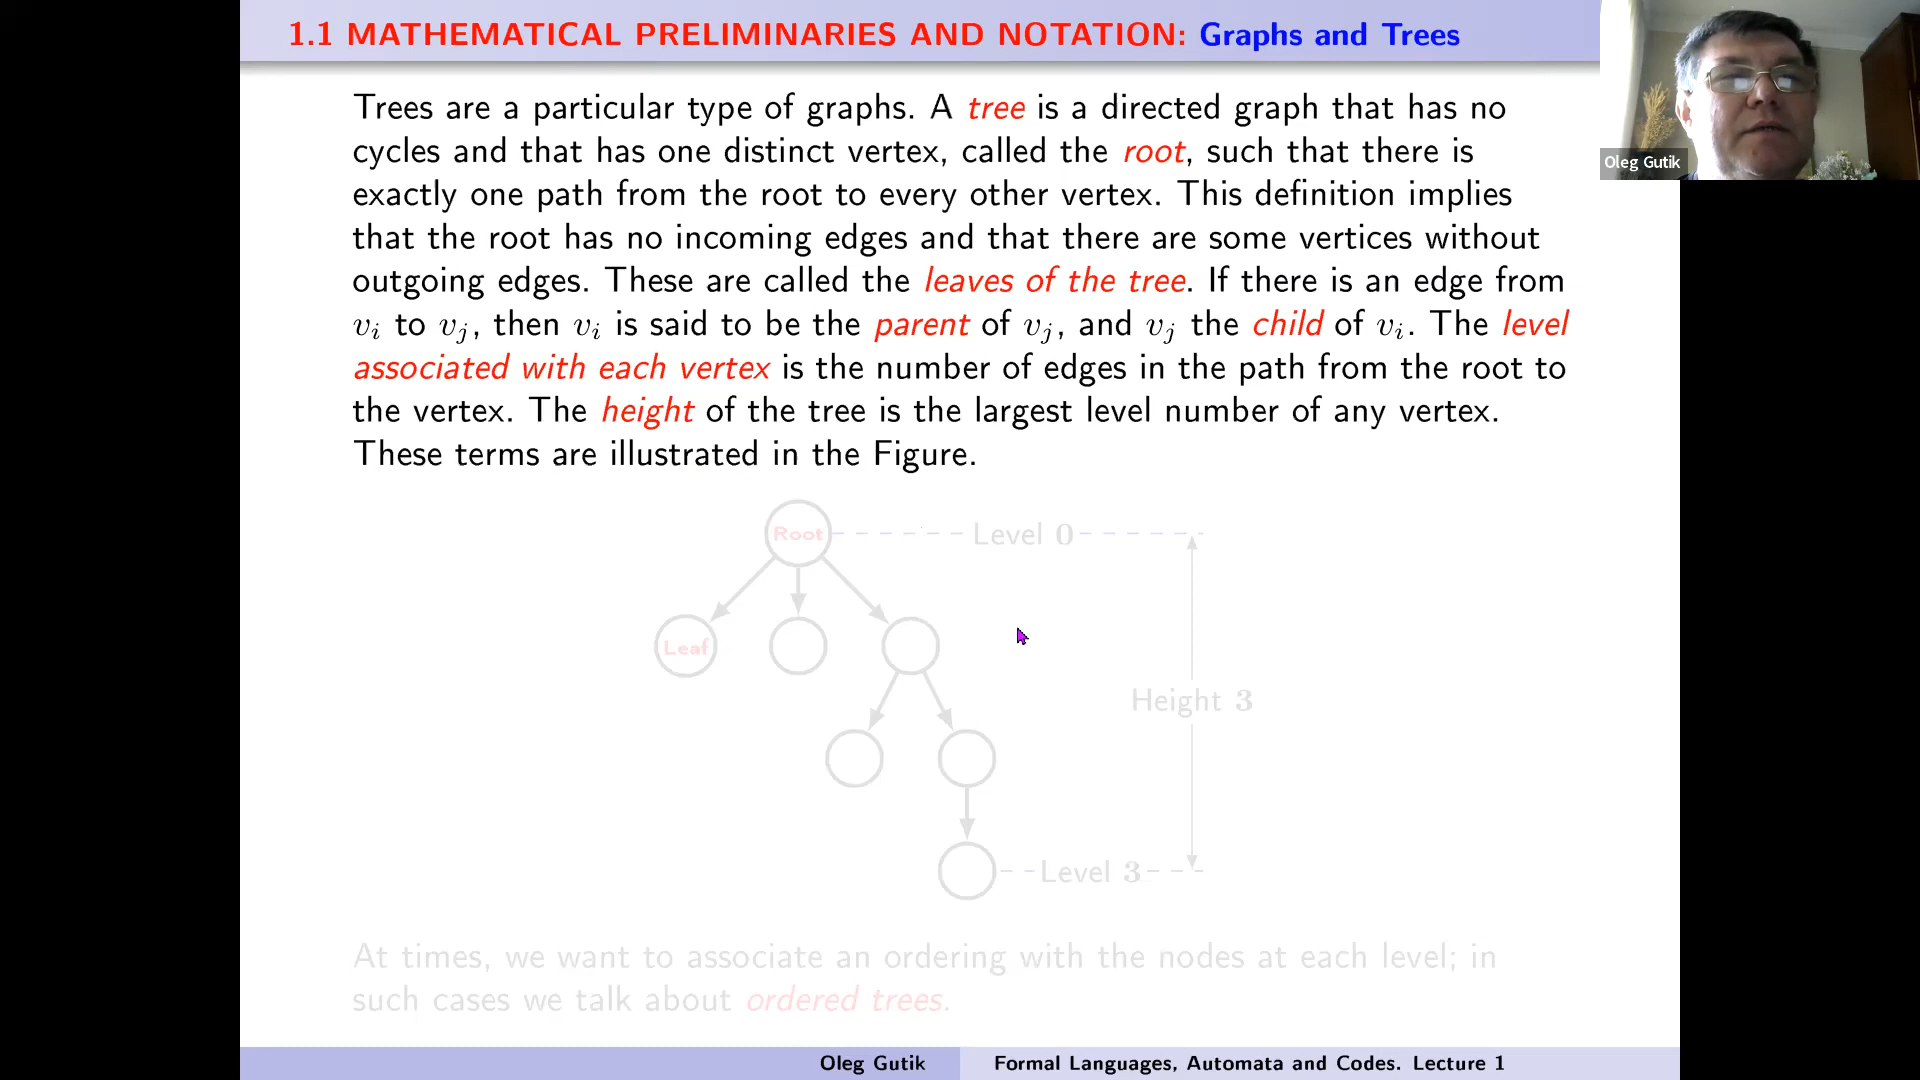 1.1 MATHEMATICAL PRELIMINARIES AND NOTATION: Graphs and Trees
Oleg Gutik
Trees are a particular type of graphs. A tree is a directed graph that has no
cycles and that has one distinct vertex, called the root, such that there is
exactly one path from the root to every other vertex. This definition implies
that the root has no incoming edges and that there are some vertices without
outgoing edges. These are called the leaves of the tree. If there is an edge from
v_i to v_j, then v_i is said to be the parent of v_j, and v_j the child of v_i. The level
associated with each vertex is the number of edges in the path from the root to
the vertex. The height of the tree is the largest level number of any vertex.
These terms are illustrated in the Figure.
Root
Level 0
Leaf
Height 3
Level 3
At times, we want to associate an ordering with the nodes at each level; in
such cases we talk about ordered trees.
Oleg Gutik
Formal Languages, Automata and Codes. Lecture 1